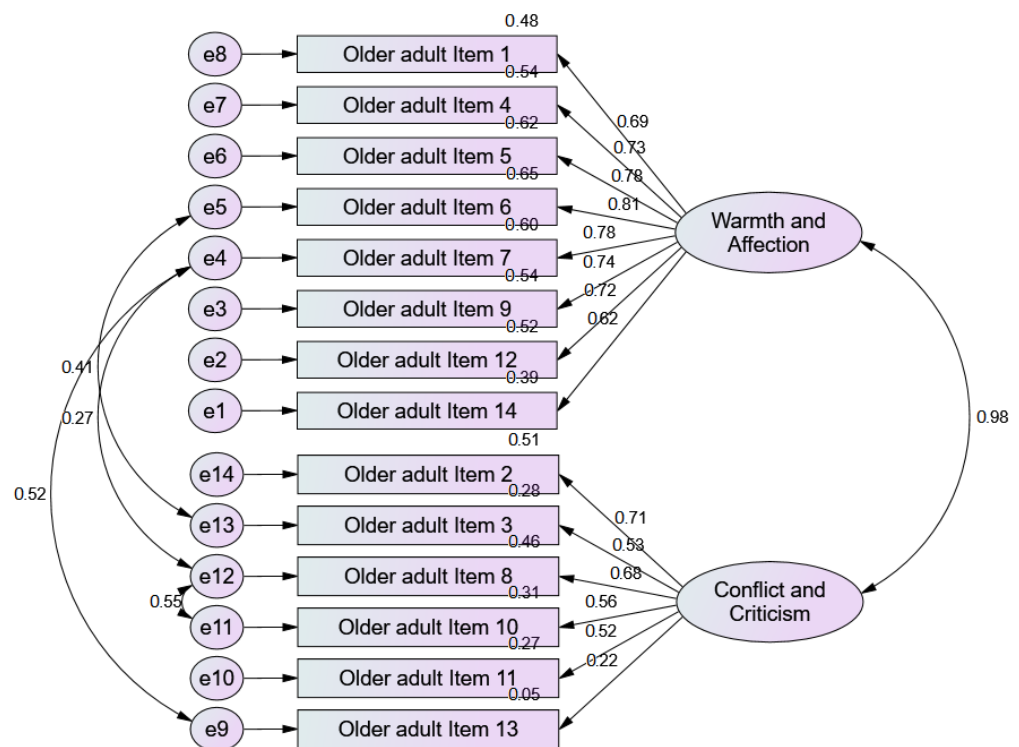 0.48
e8
Older adult Item 1
0.54
e7
Older adult Item 4
0.62
0.69
e6
Older adult Item 5
0.73
0.65
0.78
e5
Older adult Item 6
0.81
Warmth and
Affection
0.60
0.78
e4
Older adult Item 7
0.54
0.74
e3
Older adult Item 9
0.72
0.52
0.62
e2
Older adult Item 12
0.41
0.39
e1
Older adult Item 14
0.27
0.98
0.51
e14
Older adult Item 2
0.28
0.52
0.71
e13
Older adult Item 3
0.46
0.53
e12
Older adult Item 8
0.68
0.31
Conflict and
Criticism
0.55
0.56
e11
Older adult Item 10
0.52
0.27
0.22
e10
Older adult Item 11
0.05
e9
Older adult Item 13